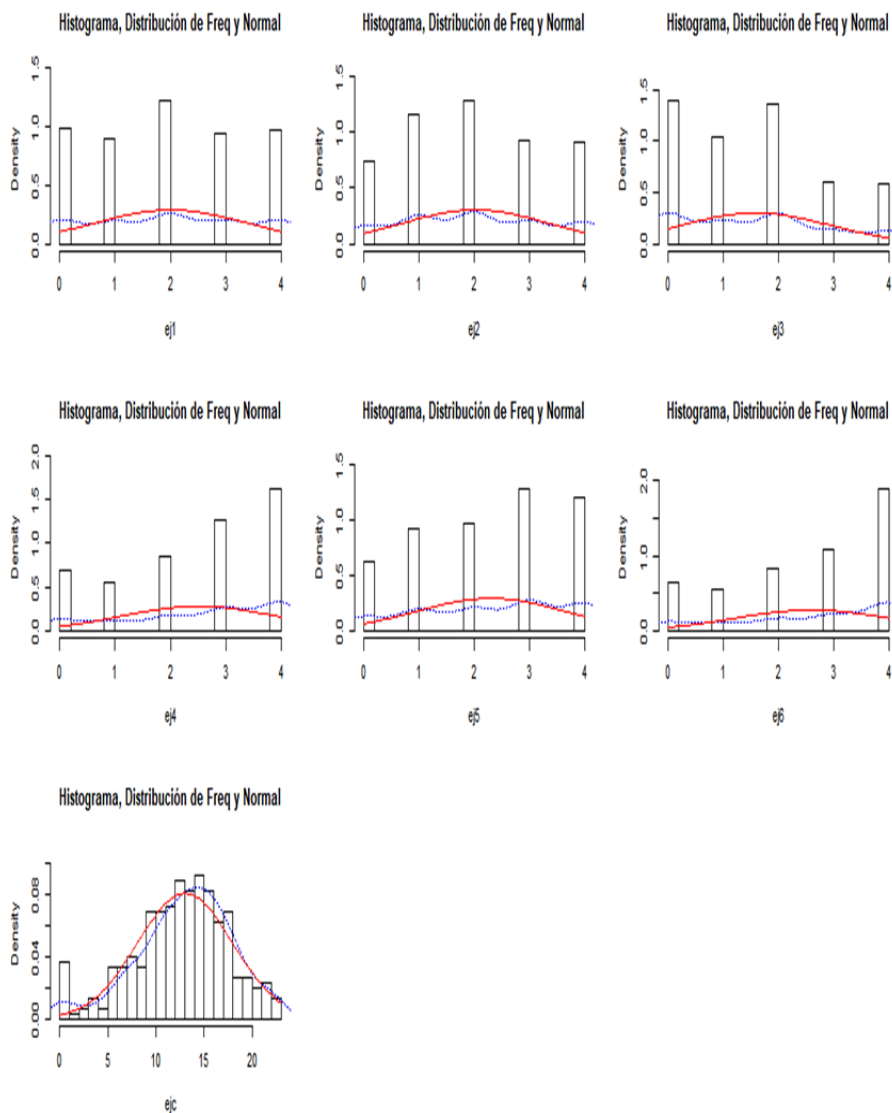 Histograma, Distribución de Freq y Normal
Density
0.0 0.5 1.0 1.5
0 1 2 3 4
ej1
Histograma, Distribución de Freq y Normal
Density
0.0 0.5 1.0 1.5
0 1 2 3 4
ej2
Histograma, Distribución de Freq y Normal
Density
0.0 0.5 1.0 1.5
0 1 2 3 4
ej3
Histograma, Distribución de Freq y Normal
Density
0.0 0.5 1.0 1.5 2.0
0 1 2 3 4
ej4
Histograma, Distribución de Freq y Normal
Density
0.0 0.5 1.0 1.5
0 1 2 3 4
ej5
Histograma, Distribución de Freq y Normal
Density
0.0 1.0 2.0
0 1 2 3 4
ej6
Histograma, Distribución de Freq y Normal
Density
0.00 0.04 0.08
0 5 10 15 20
ejc